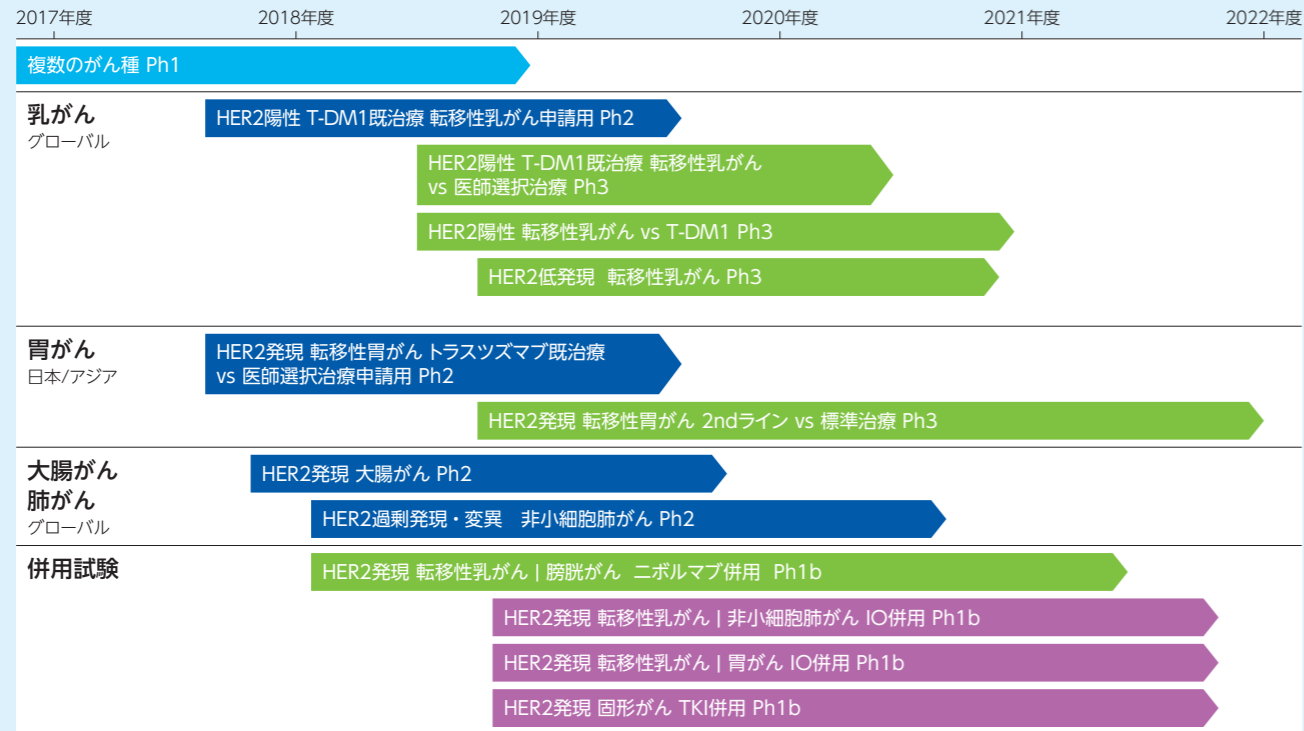 2017年度 2018年度 2019年度 2020年度 2021年度 2022年度
複数のがん種 Ph1
乳がん
グローバル
HER2陽性 T-DM1既治療 転移性乳がん申請用 Ph2
HER2陽性 T-DM1既治療 転移性乳がん
vs 医師選択治療 Ph3
HER2陽性 転移性乳がん vs T-DM1 Ph3
HER2低発現 転移性乳がん Ph3
胃がん
日本/アジア
HER2発現 転移性胃がん トラスツズマブ既治療
vs 医師選択治療申請用 Ph2
HER2発現 転移性胃がん 2ndライン vs 標準治療 Ph3
大腸がん
肺がん
グローバル
HER2発現 大腸がん Ph2
HER2過剰発現・変異 非小細胞肺がん Ph2
併用試験
HER2発現 転移性乳がん | 膀胱がん ニボルマブ併用 Ph1b
HER2発現 転移性乳がん | 非小細胞肺がん IO併用 Ph1b
HER2発現 転移性乳がん | 胃がん IO併用 Ph1b
HER2発現 固形がん TKI併用 Ph1b